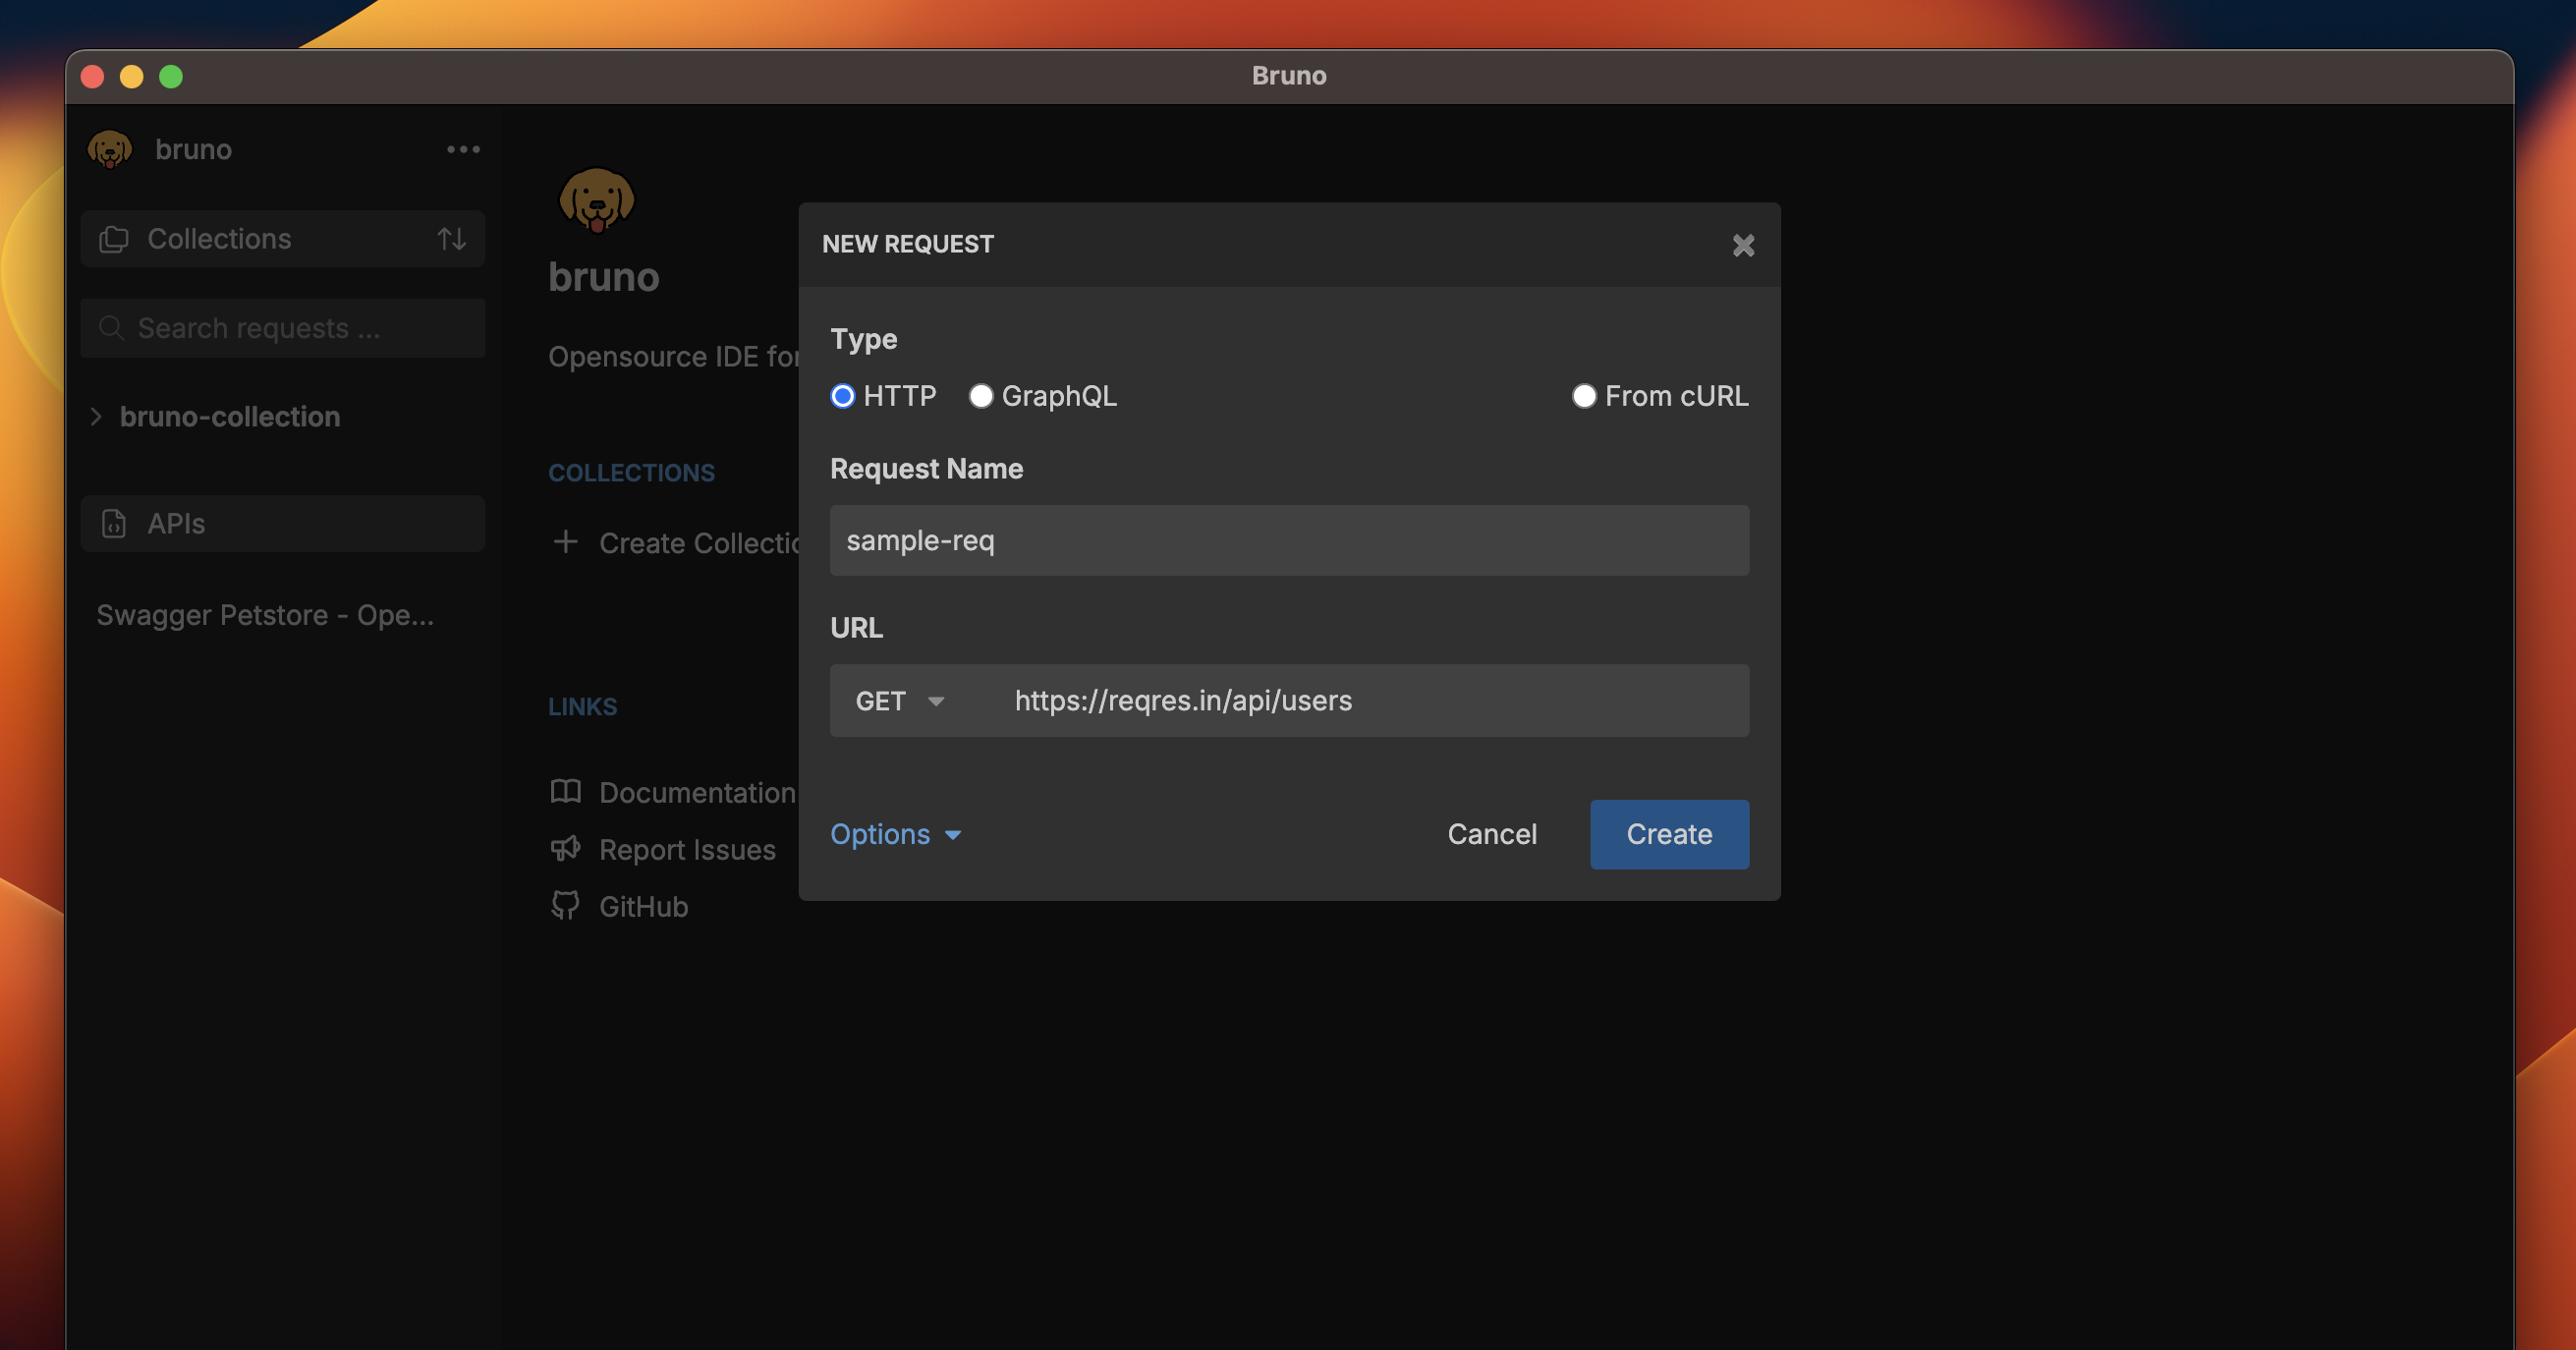 Bruno
bruno
Collections
Search requests ...
bruno-collection
APIs
Swagger Petstore - Ope...
bruno
Opensource IDE for
COLLECTIONS
Create Collectio
LINKS
Documentation
Report Issues
GitHub
NEW REQUEST
Type
HTTP GraphQL From cURL
Request Name
sample-req
URL
GET https://reqres.in/api/users
Options Cancel Create